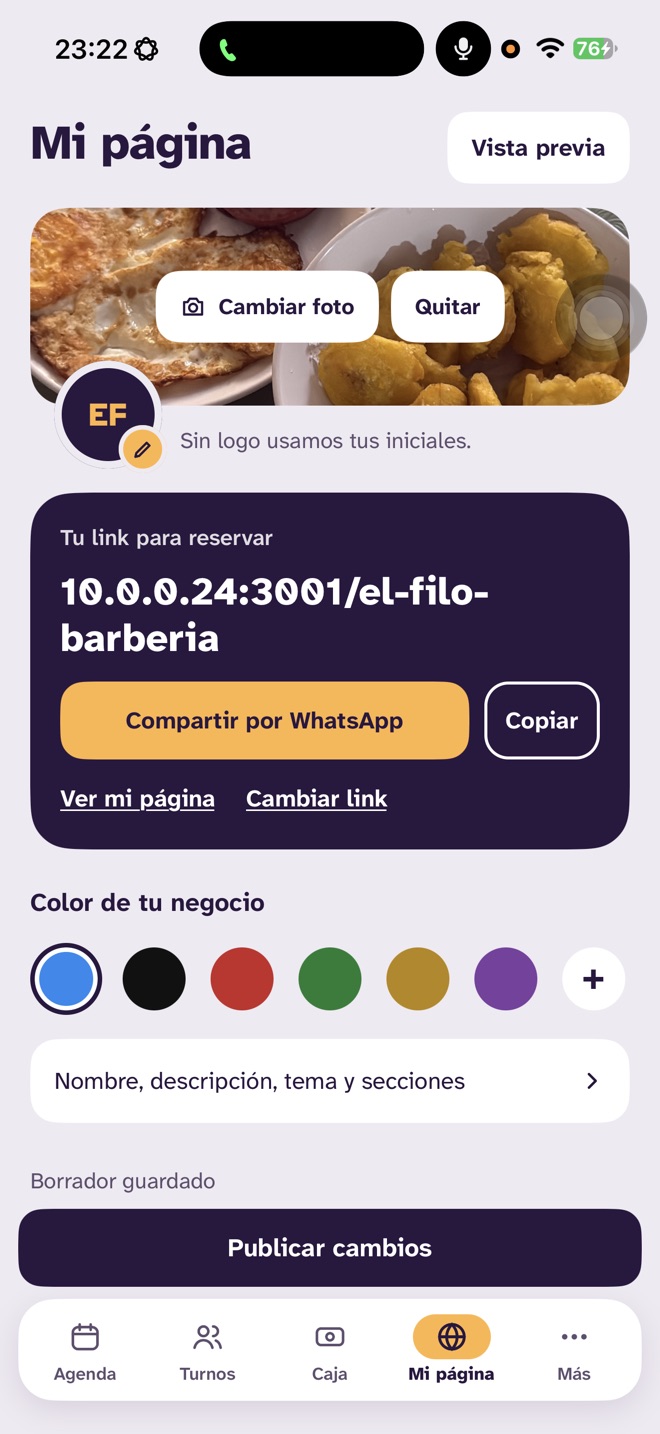 23:22
76
Mi página
Vista previa
Cambiar foto
Quitar
EF
Sin logo usamos tus iniciales.
Tu link para reservar
10.0.0.24:3001/el-filo-
barberia
Compartir por WhatsApp
Copiar
Ver mi página
Cambiar link
Color de tu negocio
+
Nombre, descripción, tema y secciones
Borrador guardado
Publicar cambios
Agenda
Turnos
Caja
Mi página
Más